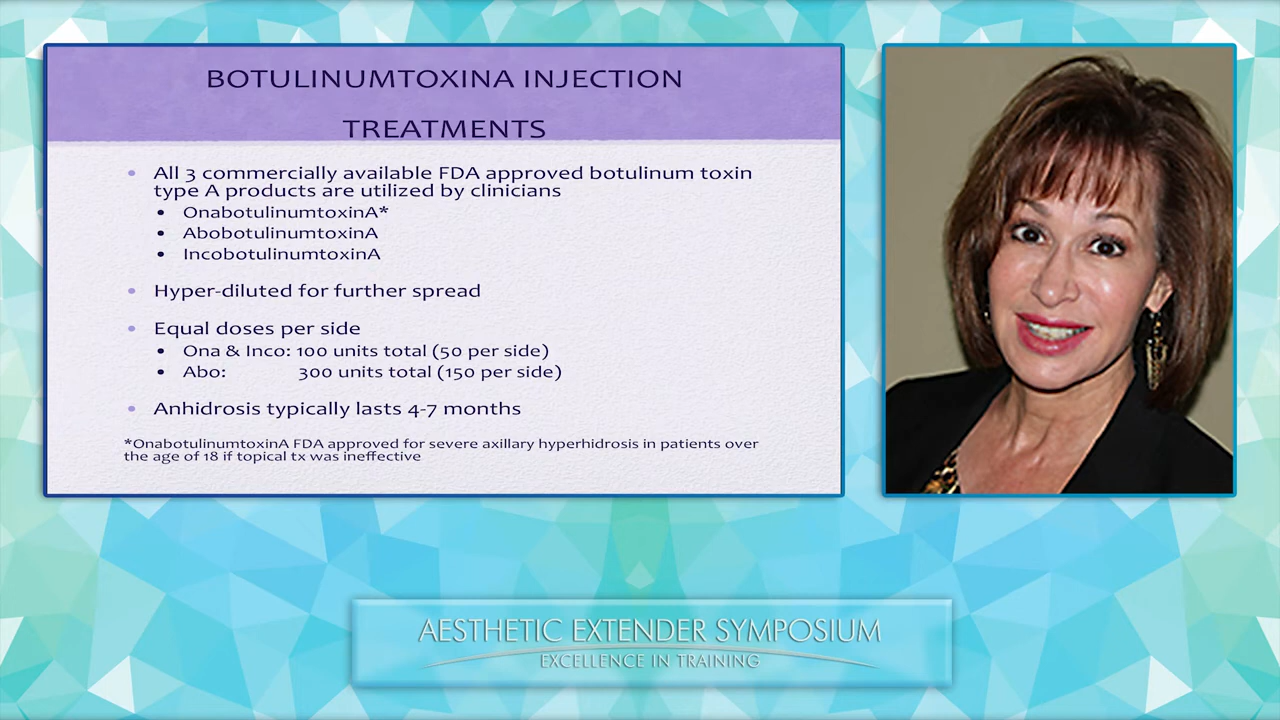 BOTULINUMTOXINA INJECTION
TREATMENTS
• All 3 commercially available FDA approved botulinum toxin
type A products are utilized by clinicians
• OnabotulinumtoxinA*
• AbobotulinumtoxinA
• IncobotulinumtoxinA
• Hyper-diluted for further spread
• Equal doses per side
• Ona & Inco: 100 units total (50 per side)
• Abo: 300 units total (150 per side)
• Anhidrosis typically lasts 4-7 months
*OnabotulinumtoxinA FDA approved for severe axillary hyperhidrosis in patients over
the age of 18 if topical tx was ineffective
AESTHETIC EXTENDER SYMPOSIUM
EXCELLENCE IN TRAINING